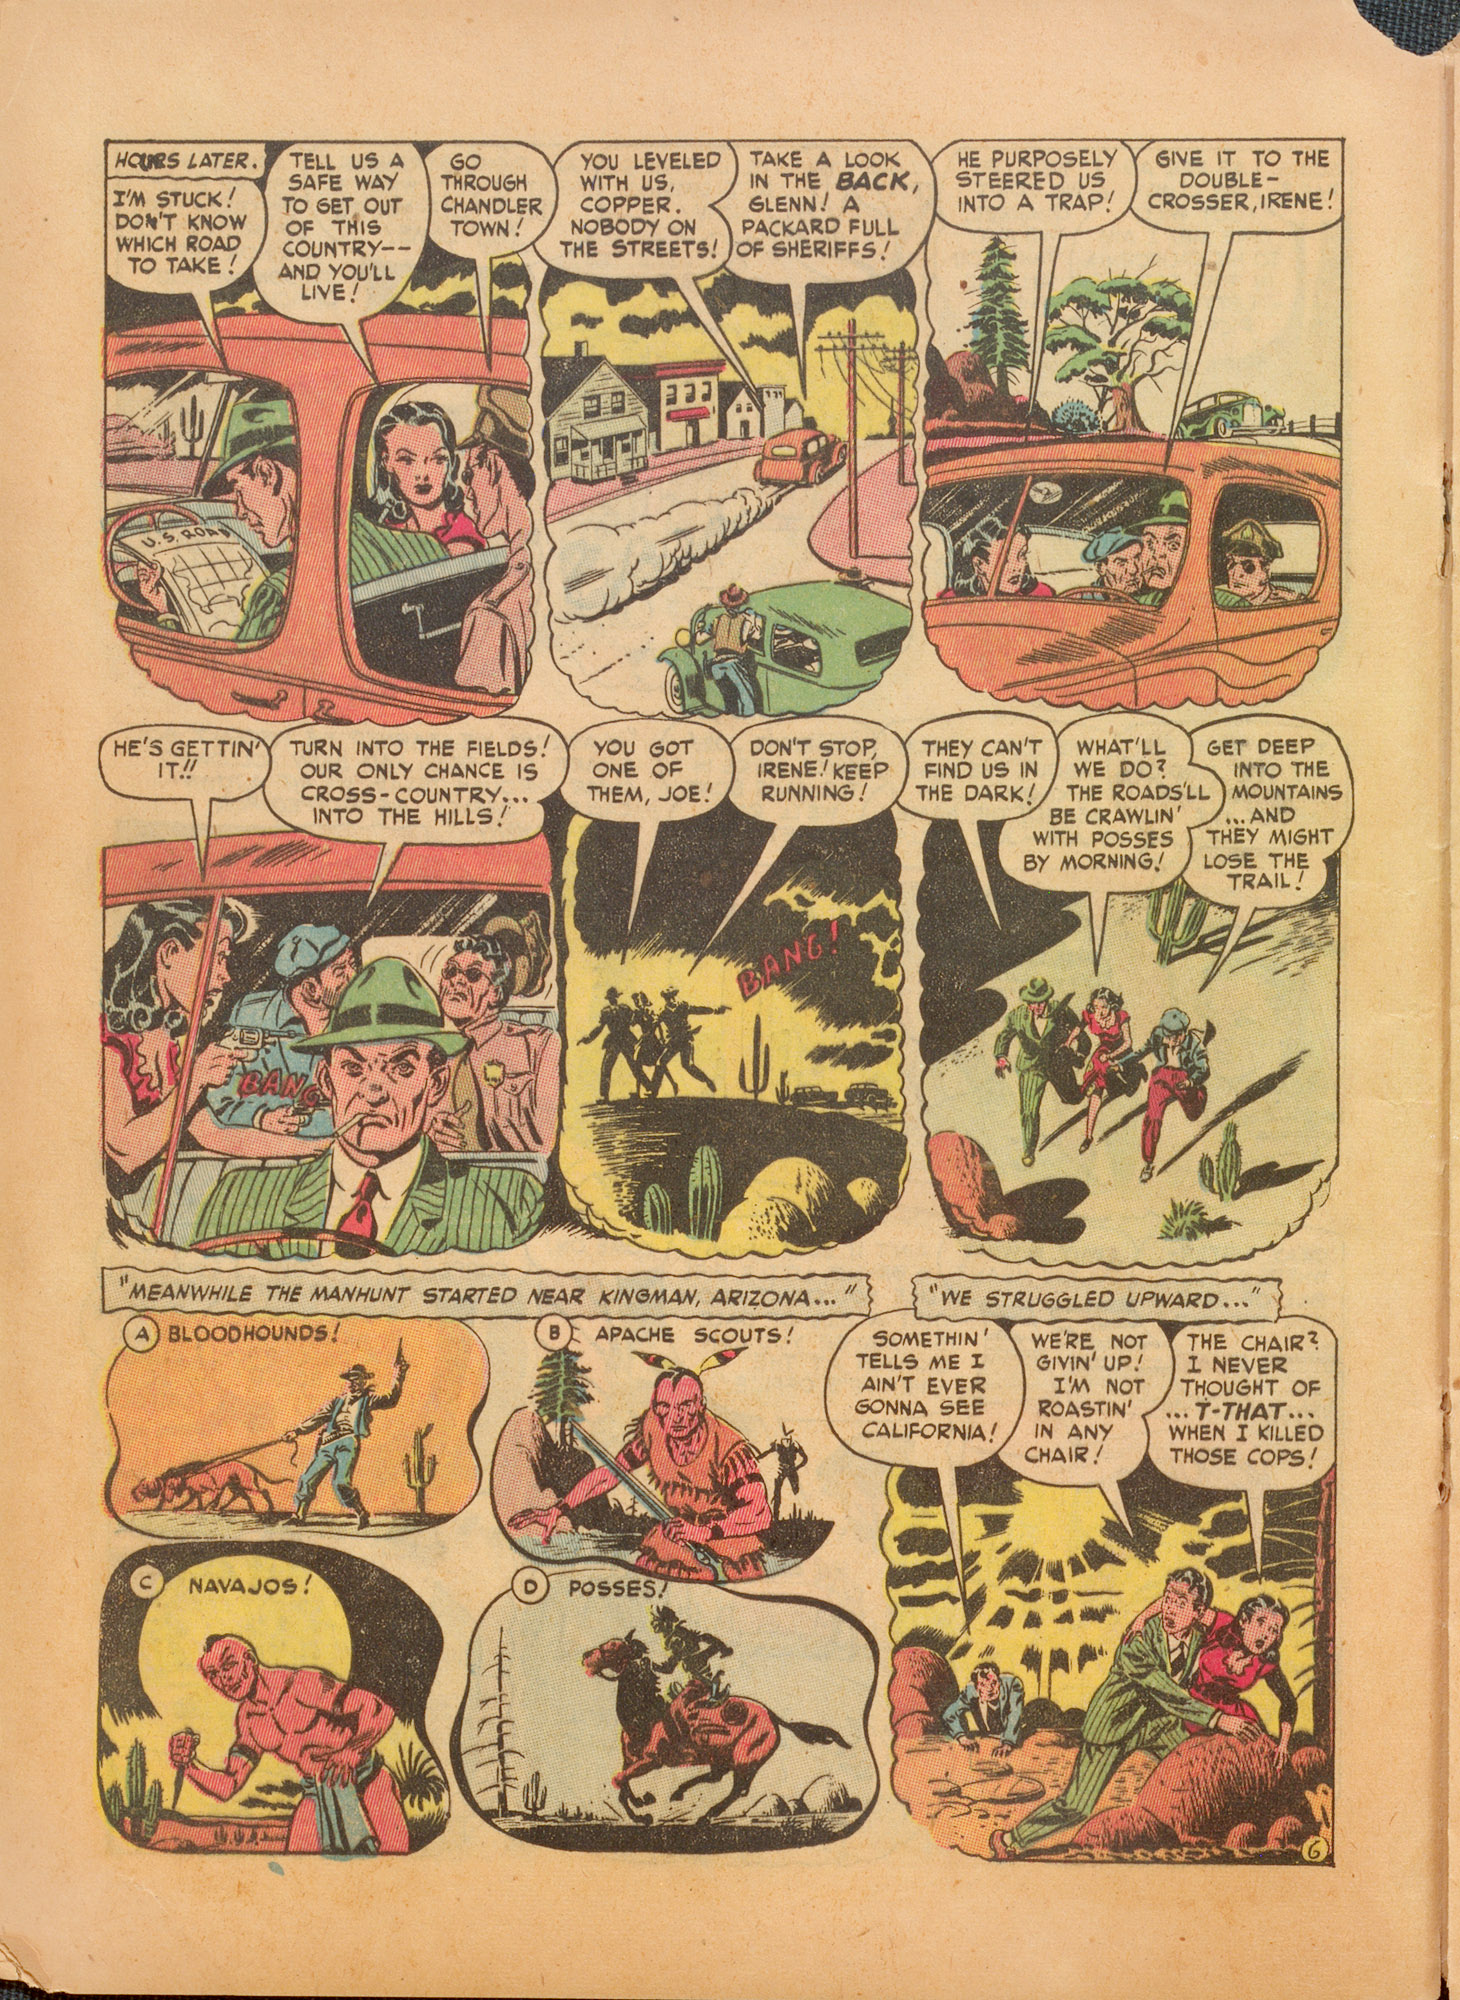 HOURS LATER.
I'M STUCK!
DON'T KNOW
WHICH ROAD
TO TAKE!
TELL US A
SAFE WAY
TO GET OUT
OF THIS
COUNTRY--
AND YOU'LL
LIVE!
GO
THROUGH
CHANDLER
TOWN!
U.S. ROAD
YOU LEVELED
WITH US,
COPPER.
NOBODY ON
THE STREETS!
TAKE A LOOK
IN THE BACK,
GLENN! A
PACKARD FULL
OF SHERIFFS!
HE PURPOSELY
STEERED US
INTO A TRAP!
GIVE IT TO THE
DOUBLE-
CROSSER, IRENE!
HE'S GETTIN'
IT!!
TURN INTO THE FIELDS!
OUR ONLY CHANCE IS
CROSS-COUNTRY...
INTO THE HILLS!
BANG!
YOU GOT
ONE OF
THEM, JOE!
DON'T STOP,
IRENE! KEEP
RUNNING!
BANG!
THEY CAN'T
FIND US IN
THE DARK!
WHAT'LL
WE DO?
THE ROADS'LL
BE CRAWLIN'
WITH POSSES
BY MORNING!
GET DEEP
INTO THE
MOUNTAINS
...AND
THEY MIGHT
LOSE THE
TRAIL!
"MEANWHILE THE MANHUNT STARTED NEAR KINGMAN, ARIZONA..."
A BLOODHOUNDS!
B APACHE SCOUTS!
C NAVAJOS!
D POSSES!
"WE STRUGGLED UPWARD..."
SOMETHIN'
TELLS ME I
AIN'T EVER
GONNA SEE
CALIFORNIA!
WE'RE NOT
GIVIN' UP!
I'M NOT
ROASTIN'
IN ANY
CHAIR!
THE CHAIR?
I NEVER
THOUGHT OF
...T-THAT...
WHEN I KILLED
THOSE COPS!
6